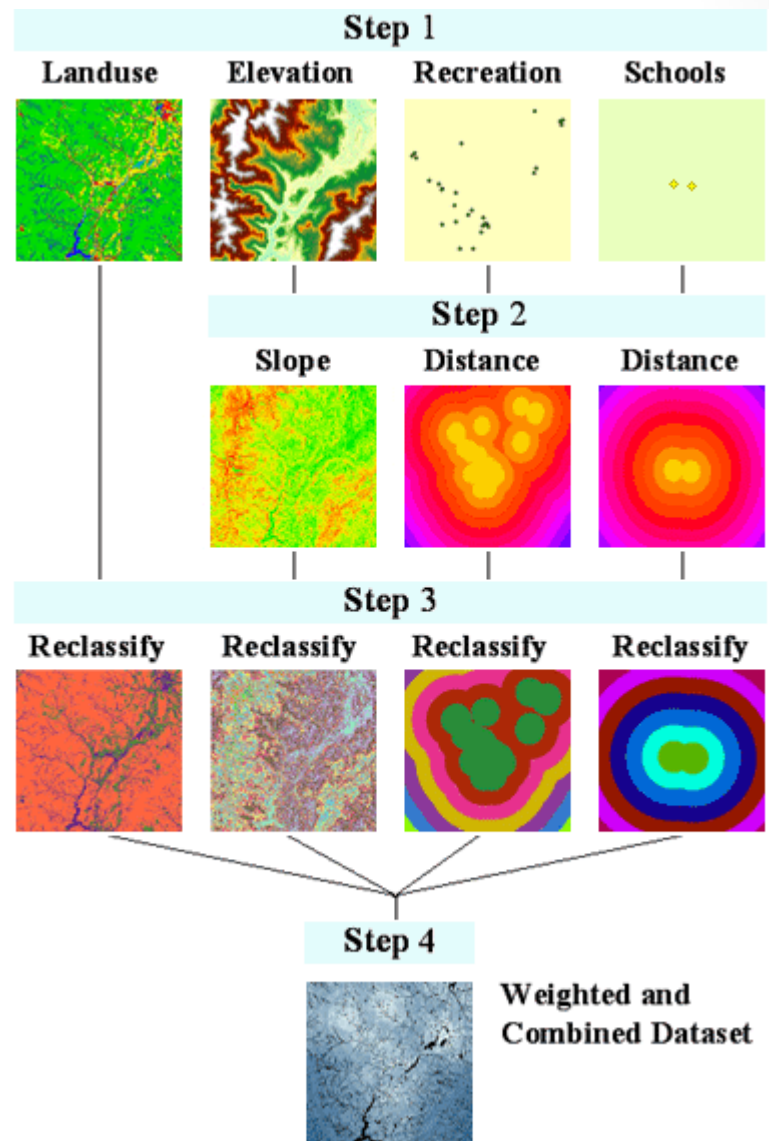 Step 1
Landuse Elevation Recreation Schools
Step 2
Slope Distance Distance
Step 3
Reclassify Reclassify Reclassify Reclassify
Step 4
Weighted and
Combined Dataset